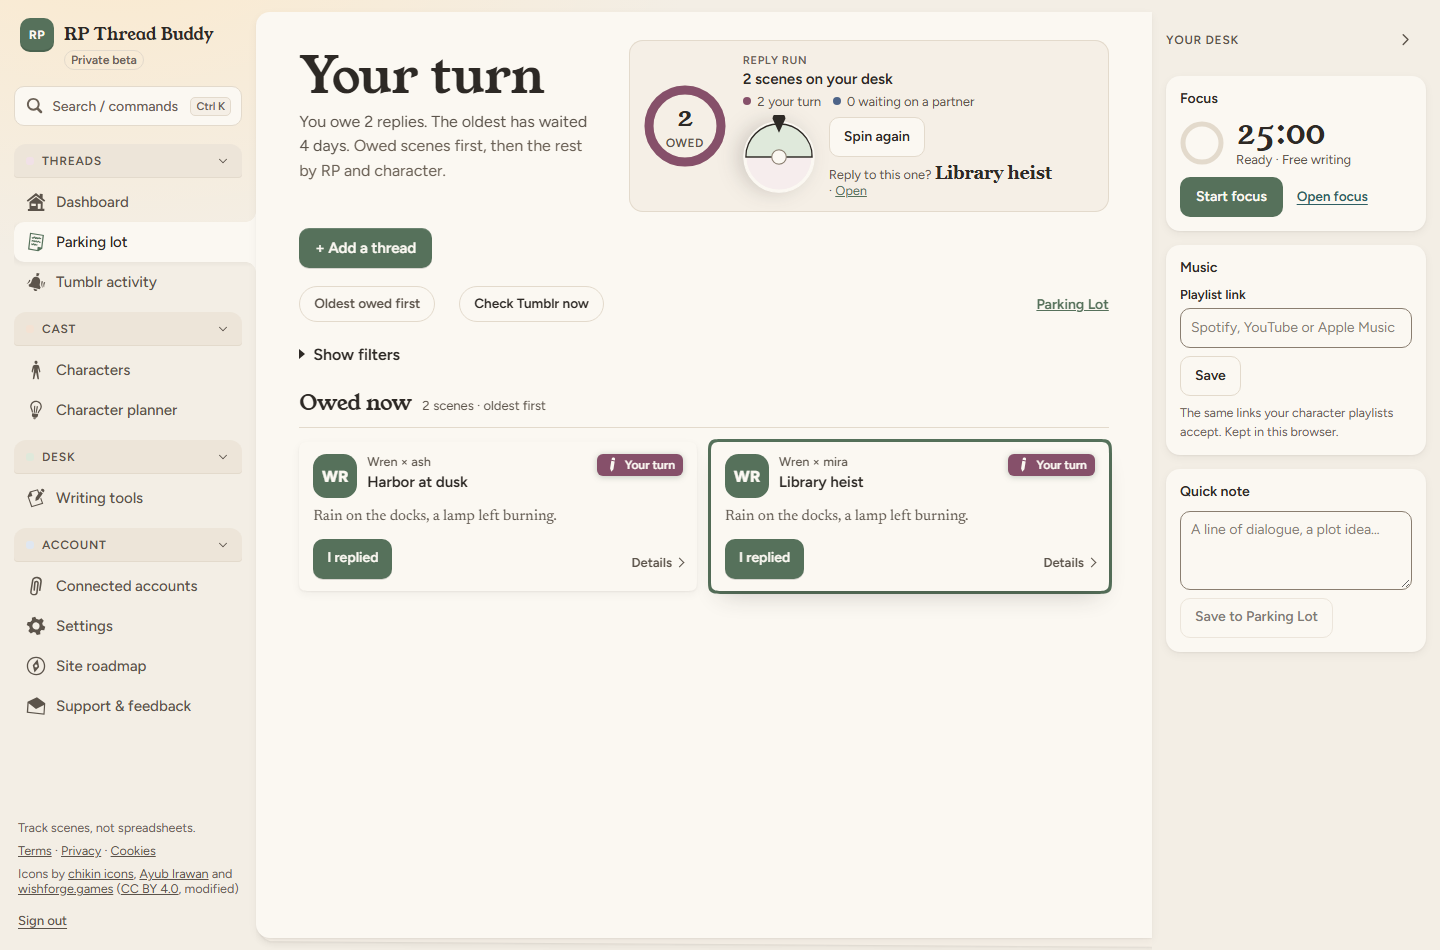 RP
RP Thread Buddy
Private beta
Search / commands
Ctrl K
THREADS
Dashboard
Parking lot
Tumblr activity
CAST
Characters
Character planner
DESK
Writing tools
ACCOUNT
Connected accounts
Settings
Site roadmap
Support & feedback
Track scenes, not spreadsheets.
Terms · Privacy · Cookies
Icons by chikin icons, Ayub Irawan and
wishforge.games (CC BY 4.0, modified)
Sign out
Your turn
You owe 2 replies. The oldest has waited
4 days. Owed scenes first, then the rest
by RP and character.
2
OWED
REPLY RUN
2 scenes on your desk
2 your turn
0 waiting on a partner
Spin again
Reply to this one? Library heist
· Open
+ Add a thread
Oldest owed first
Check Tumblr now
Parking Lot
Show filters
Owed now
2 scenes · oldest first
WR
Wren × ash
Harbor at dusk
Your turn
Rain on the docks, a lamp left burning.
I replied
Details
WR
Wren × mira
Library heist
Your turn
Rain on the docks, a lamp left burning.
I replied
Details
YOUR DESK
Focus
25:00
Ready · Free writing
Start focus
Open focus
Music
Playlist link
Spotify, YouTube or Apple Music
Save
The same links your character playlists
accept. Kept in this browser.
Quick note
A line of dialogue, a plot idea…
Save to Parking Lot